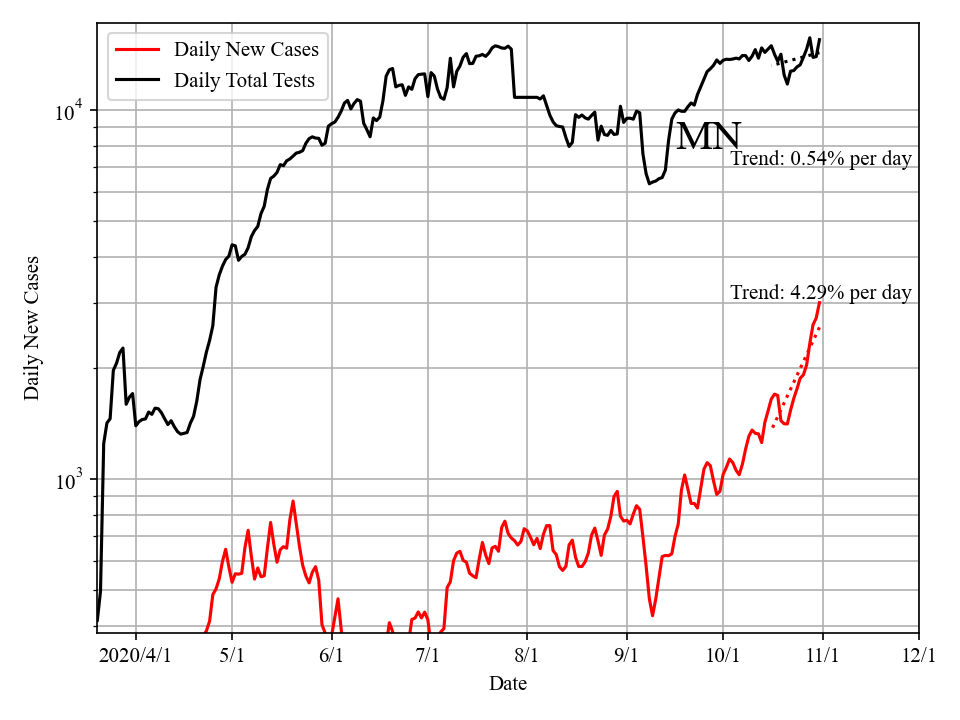 Daily New Cases
Daily Total Tests
10^4
MN
Trend: 0.54% per day
Trend: 4.29% per day
10^3
Daily New Cases
2020/4/1 5/1 6/1 7/1 8/1 9/1 10/1 11/1 12/1
Date